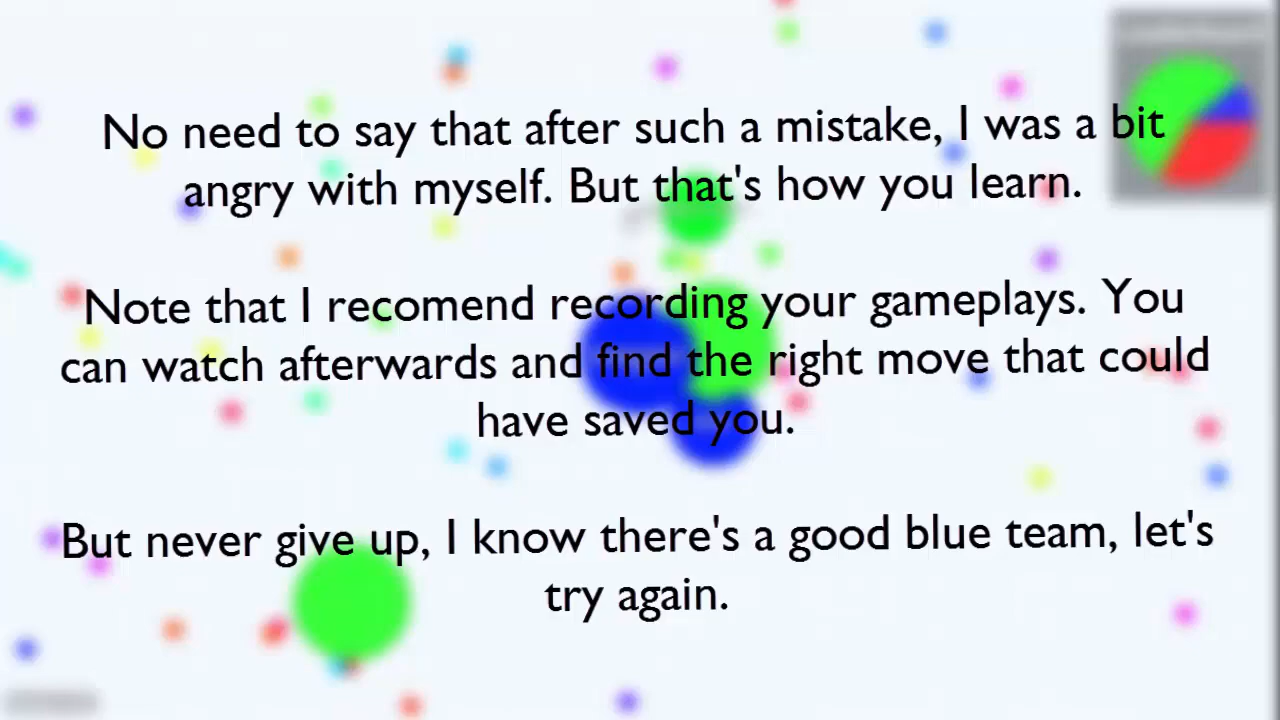 No need to say that after such a mistake, I was a bit
angry with myself. But that's how you learn.
Note that I recomend recording your gameplays. You
can watch afterwards and find the right move that could
have saved you.
But never give up, I know there's a good blue team, let's
try again.